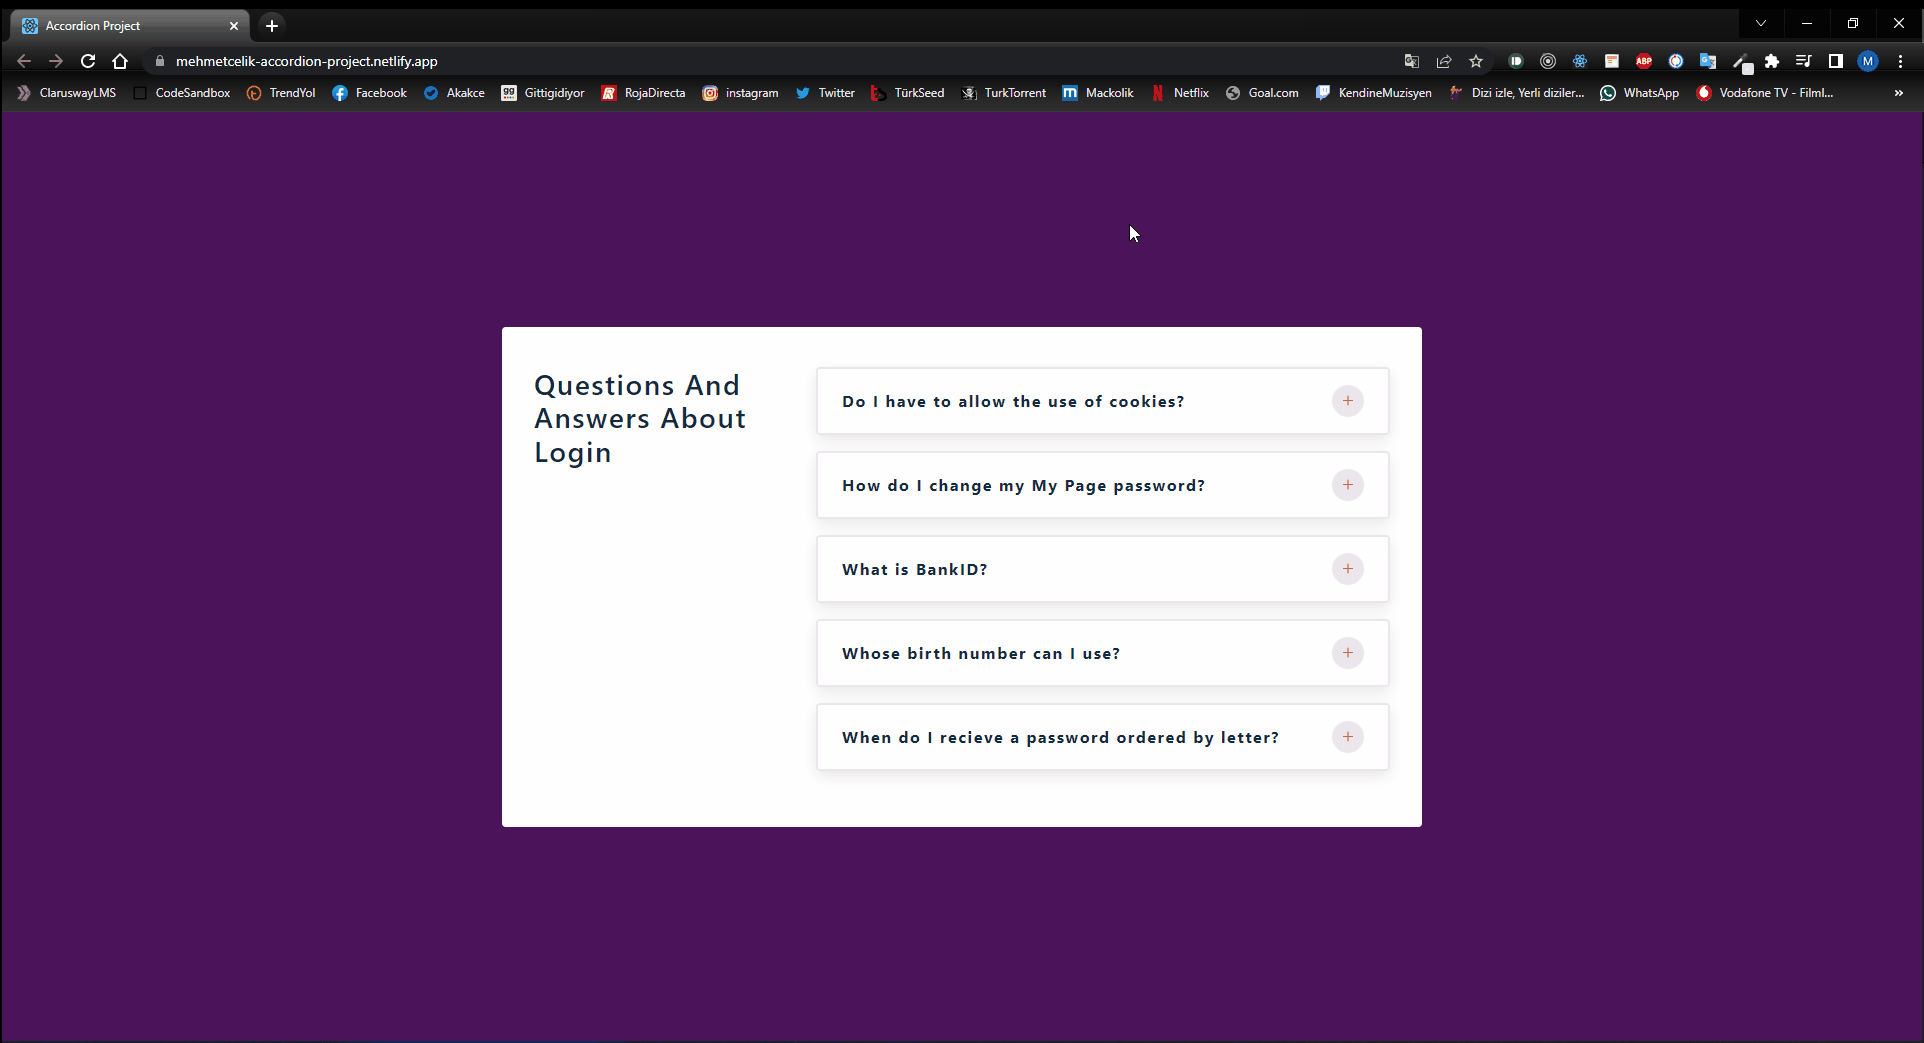 Accordion Project
mehmetcelik-accordion-project.netlify.app
ABP
M
ClaruswayLMS CodeSandbox TrendYol Facebook Akakce gg Gittigidiyor RojaDirecta instagram Twitter TürkSeed TurkTorrent Mackolik Netflix Goal.com KendineMuzisyen Dizi izle, Yerli diziler... WhatsApp Vodafone TV - Filml... »
Questions And
Answers About
Login
Do I have to allow the use of cookies?
How do I change my My Page password?
What is BankID?
Whose birth number can I use?
When do I recieve a password ordered by letter?